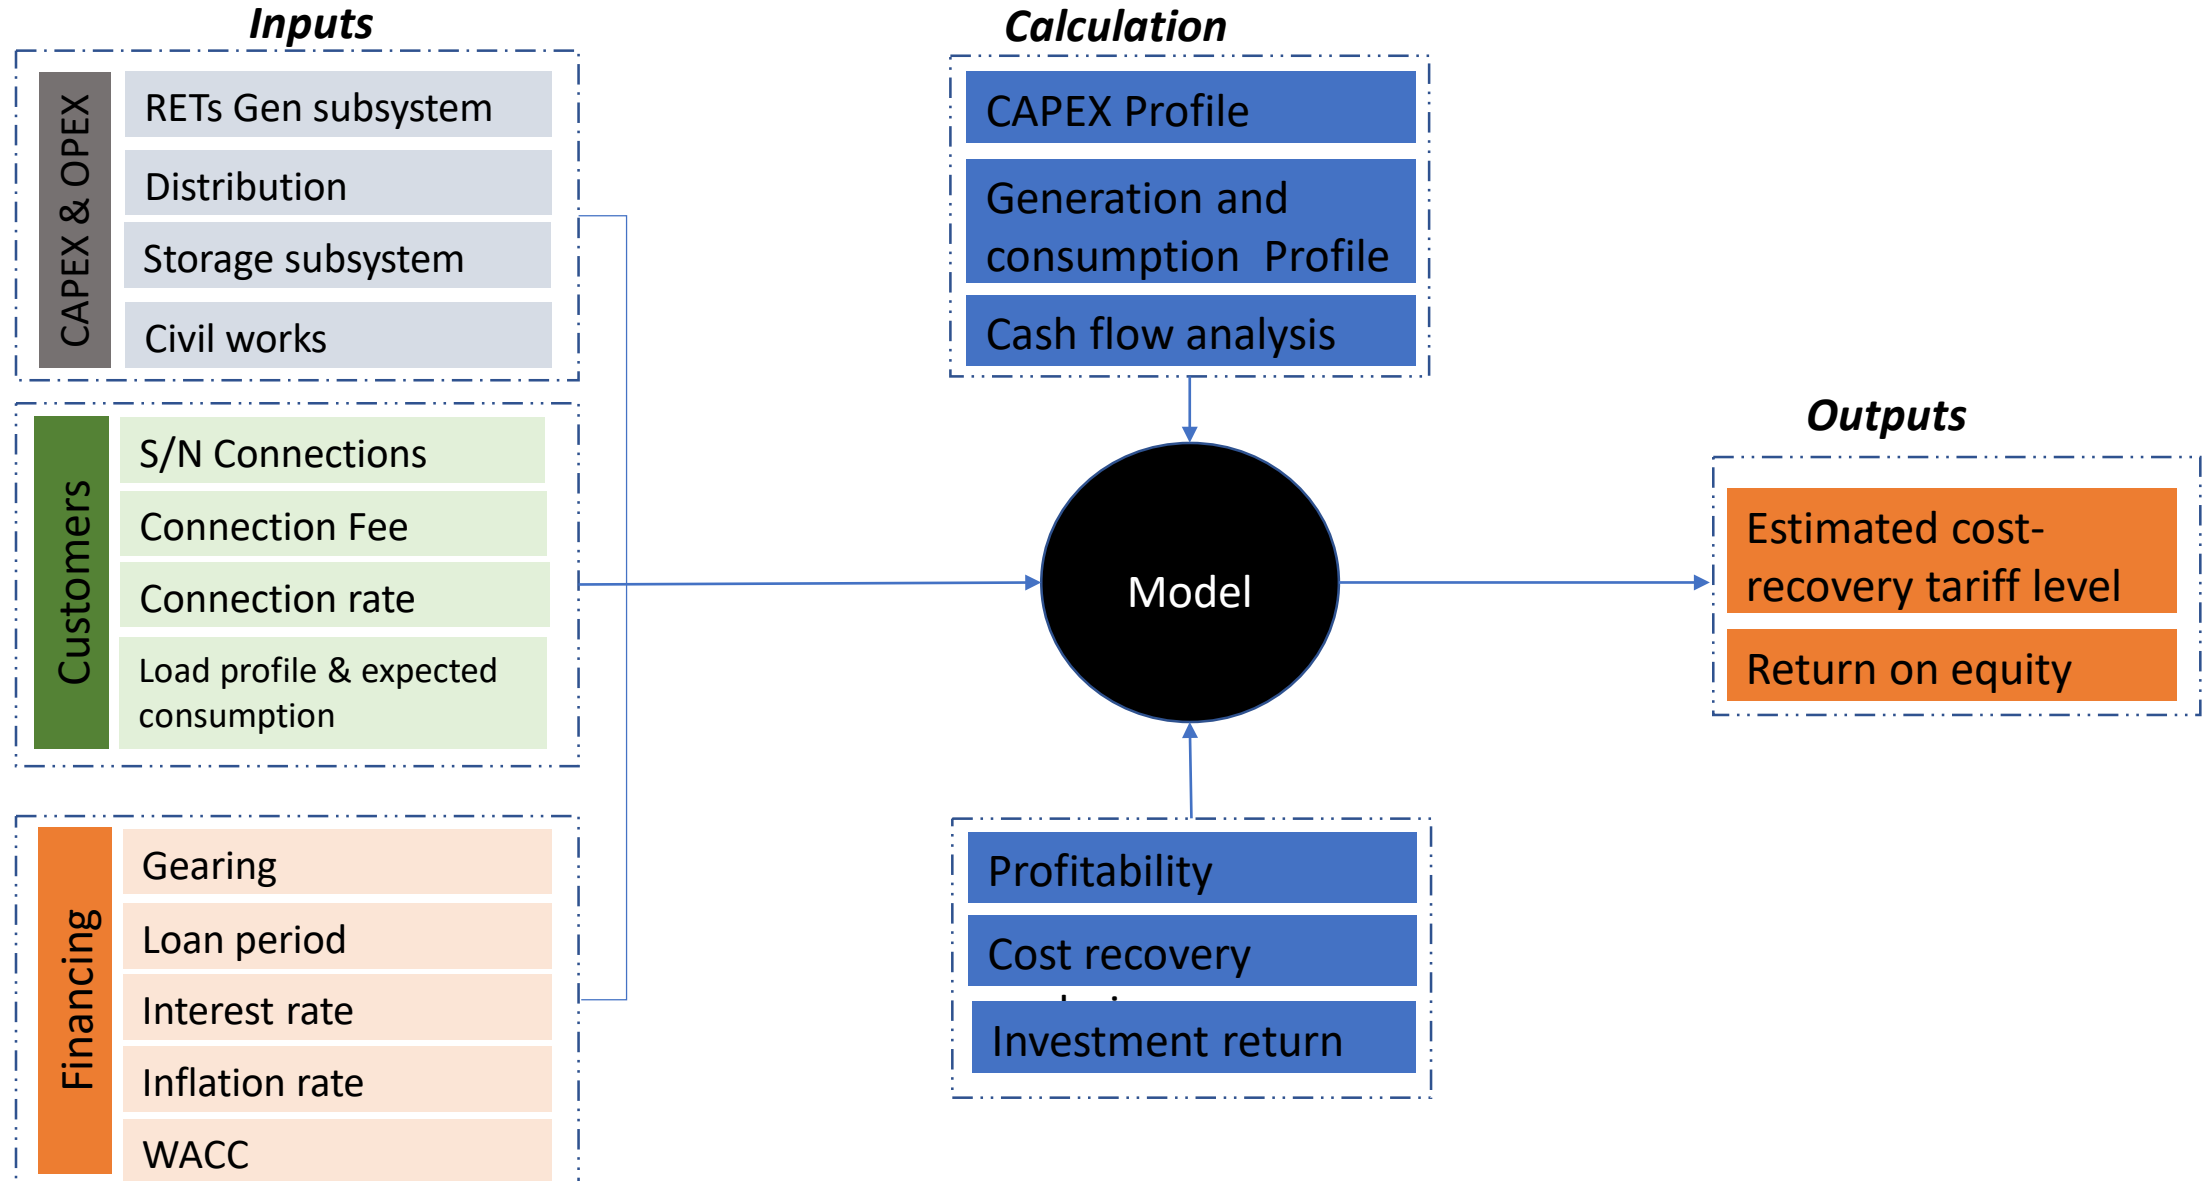 Inputs
CAPEX & OPEX
RETs Gen subsystem
Distribution
Storage subsystem
Civil works
Customers
S/N Connections
Connection Fee
Connection rate
Load profile & expected
consumption
Financing
Gearing
Loan period
Interest rate
Inflation rate
WACC
Calculation
CAPEX Profile
Generation and
consumption  Profile
Cash flow analysis
Model
Profitability
Cost recovery
Investment return
Outputs
Estimated cost-
recovery tariff level
Return on equity